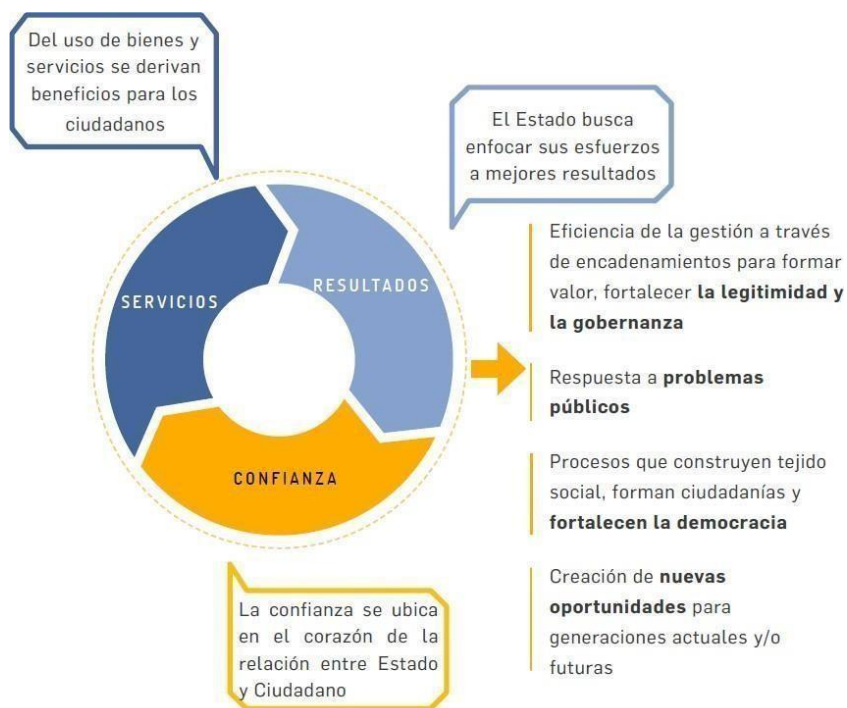 Del uso de bienes y
servicios se derivan
beneficios para los
ciudadanos
El Estado busca
enfocar sus esfuerzos
a mejores resultados
SERVICIOS
RESULTADOS
CONFIANZA
Eficiencia de la gestión a través
de encadenamientos para formar
valor, fortalecer la legitimidad y
la gobernanza
Respuesta a problemas
públicos
Procesos que construyen tejido
social, forman ciudadanías y
fortalecen la democracia
Creación de nuevas
oportunidades para
generaciones actuales y/o
futuras
La confianza se ubica
en el corazón de la
relación entre Estado
y Ciudadano